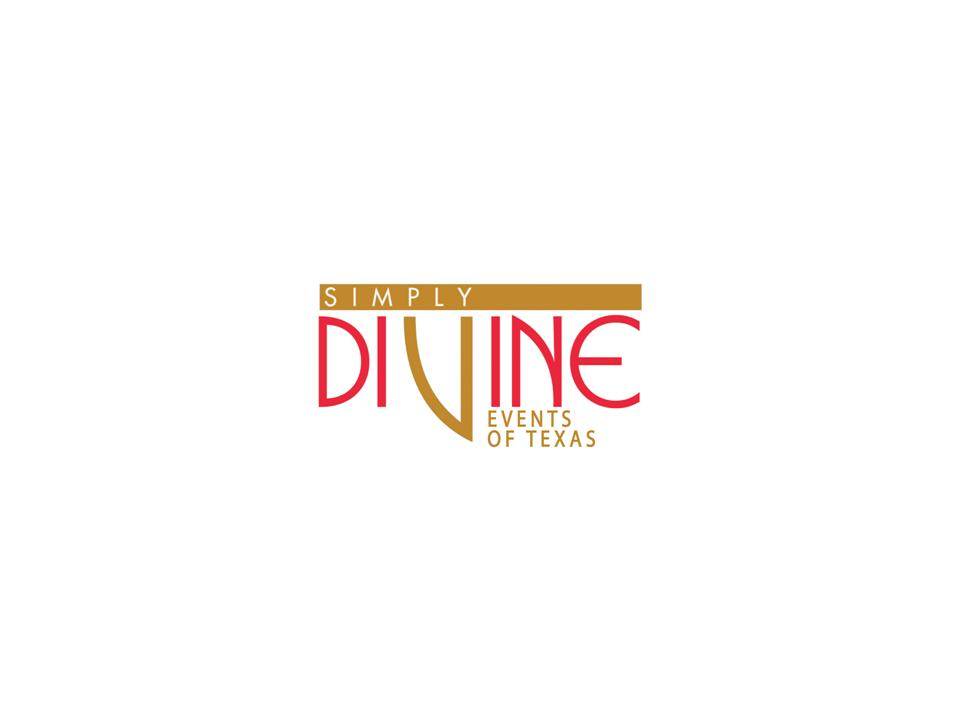 SIMPLY
DIVINE
EVENTS
OF TEXAS